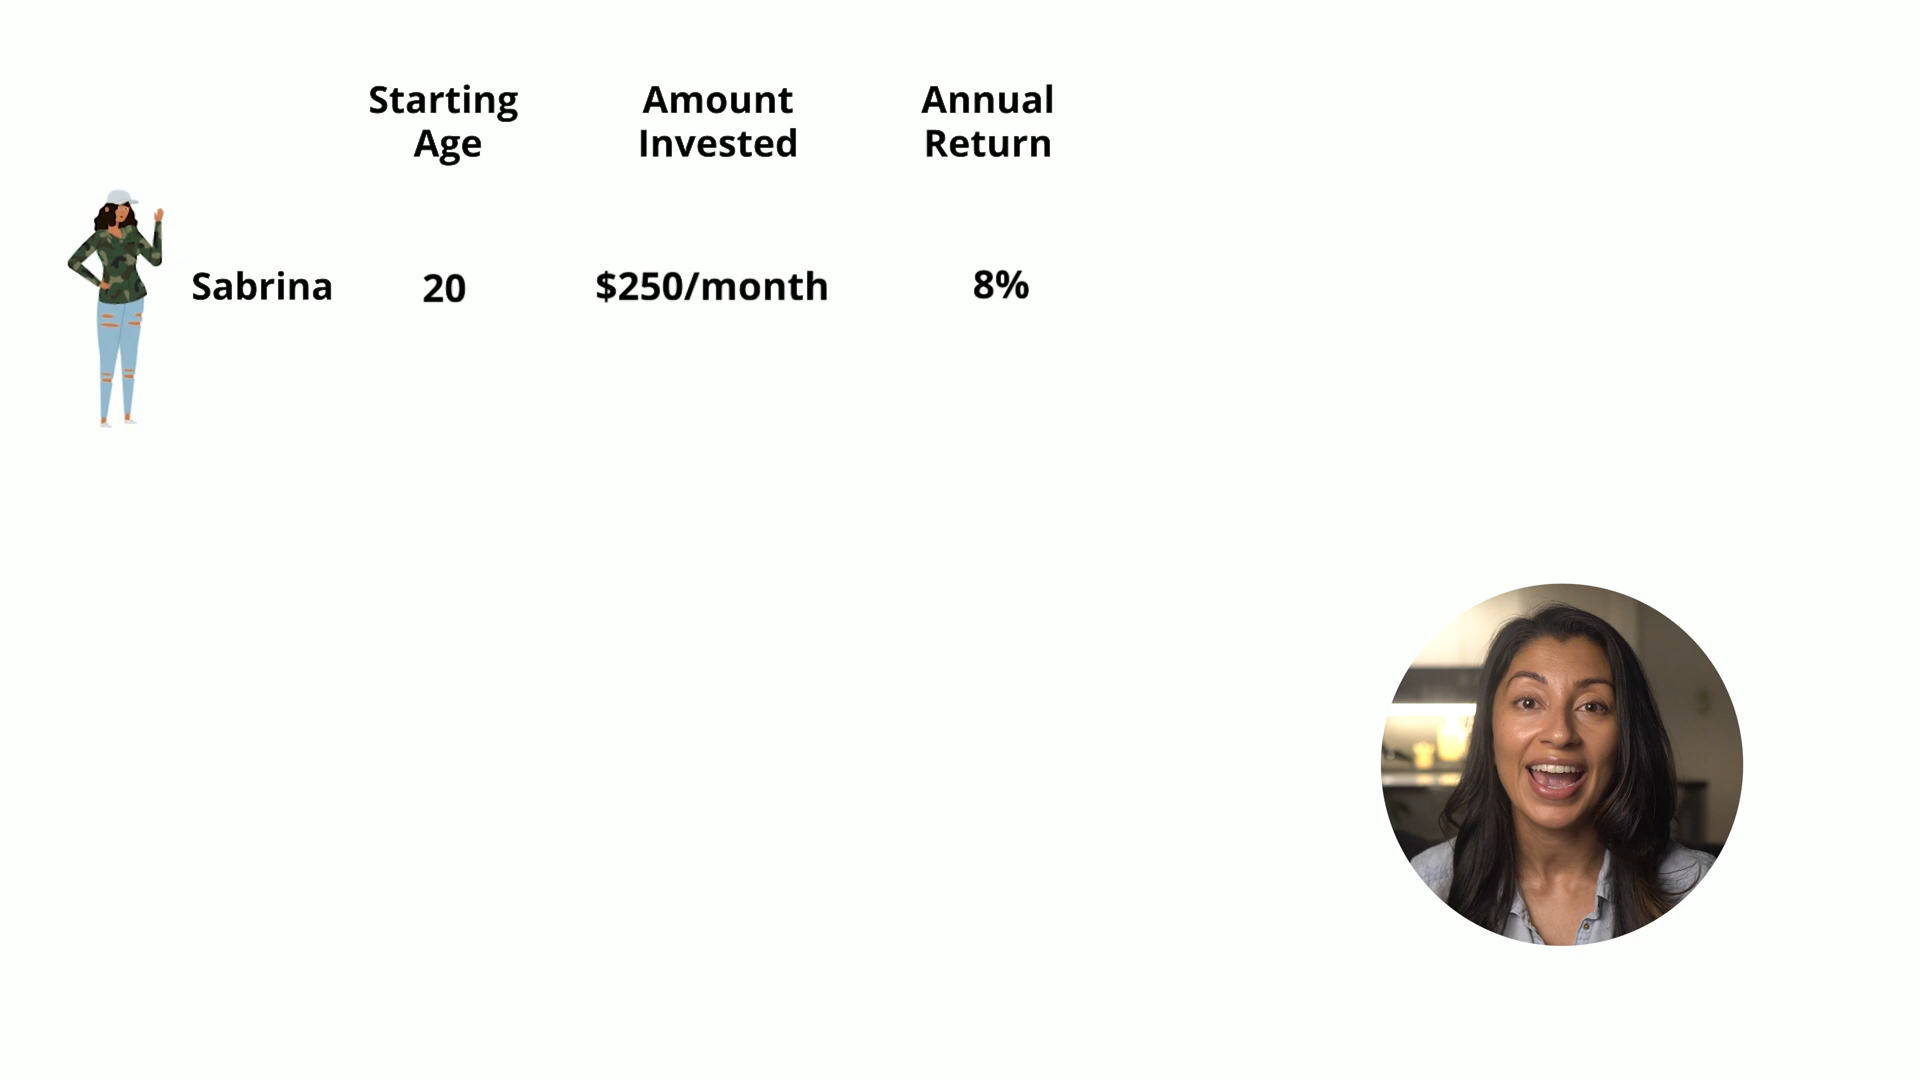 Starting
Age
Amount
Invested
Annual
Return
Sabrina
20
$250/month
8%